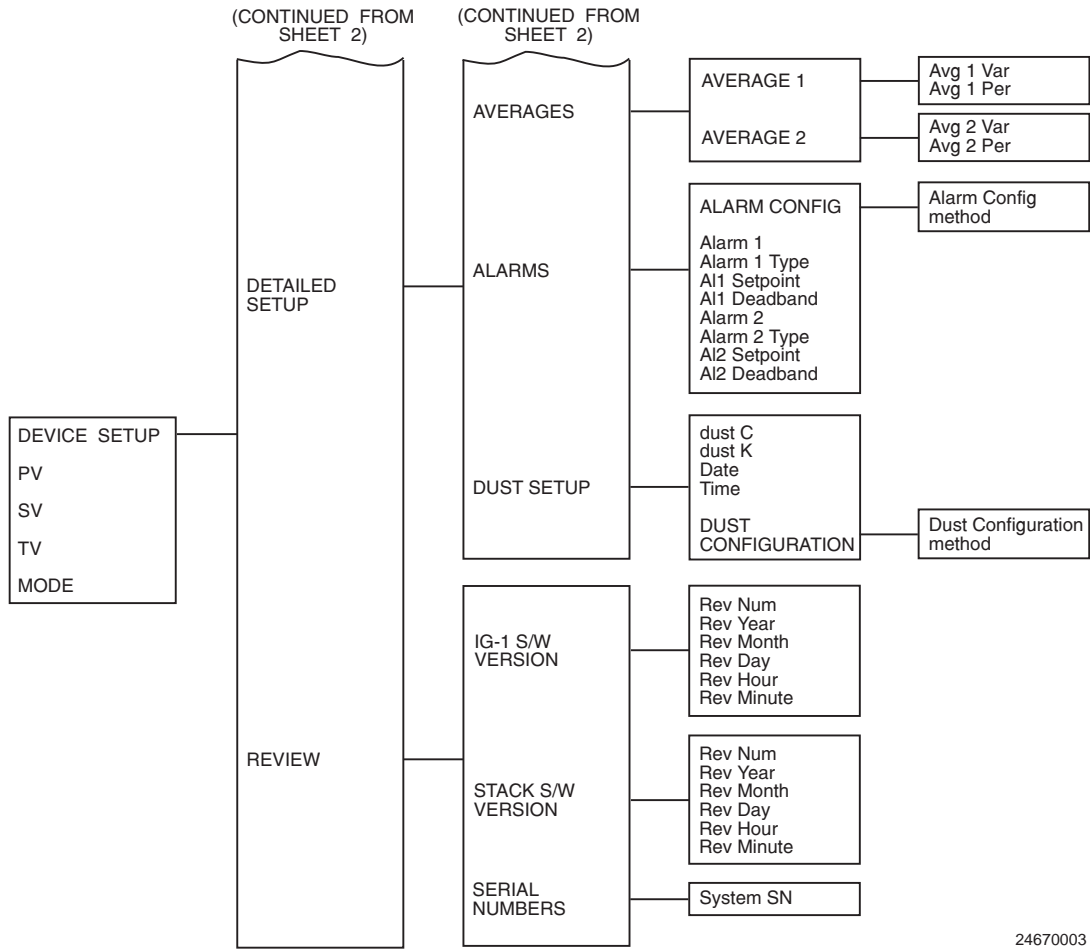 (CONTINUED FROM
SHEET 2)
(CONTINUED FROM
SHEET 2)
DEVICE SETUP
PV
SV
TV
MODE
DETAILED
SETUP
REVIEW
AVERAGES
ALARMS
DUST SETUP
IG-1 S/W
VERSION
STACK S/W
VERSION
SERIAL
NUMBERS
AVERAGE 1
AVERAGE 2
Avg 1 Var
Avg 1 Per
Avg 2 Var
Avg 2 Per
ALARM CONFIG
Alarm 1
Alarm 1 Type
Al1 Setpoint
Al1 Deadband
Alarm 2
Alarm 2 Type
Al2 Setpoint
Al2 Deadband
Alarm Config
method
dust C
dust K
Date
Time
DUST
CONFIGURATION
Dust Configuration
method
Rev Num
Rev Year
Rev Month
Rev Day
Rev Hour
Rev Minute
Rev Num
Rev Year
Rev Month
Rev Day
Rev Hour
Rev Minute
System SN
24670003